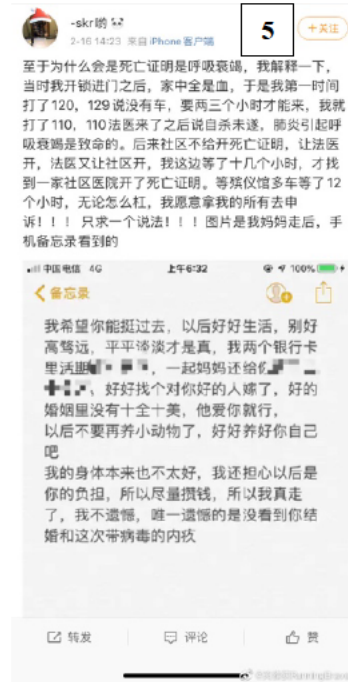 -skr哟
5
+关注
2-16 14:23 来自 iPhone客户端
至于为什么会是死亡证明是呼吸衰竭，我解释一下，
当时我开锁进门之后，家中全是血，于是我第一时间
打了120，129说没有车，要两三个小时才能来，我就
打了110，110法医来了之后说自杀未遂，肺炎引起呼
吸衰竭是致命的。后来社区不给开死亡证明，让法医
开，法医又让社区开，我这边等了十几个小时，才找
到一家社区医院开了死亡证明。等殡仪馆多车等了12
个小时，无论怎么杠，我愿意拿我的所有去申
诉！！！ 只求一个说法！！！图片是我妈妈走后，手
机备忘录看到的
中国电信 4G 上午6:32 100%
备忘录
我希望你能挺过去，以后好好生活，别好
高骛远，平平淡淡才是真，我两个银行卡
里活期 ，一起妈妈还给你
，好好找个对你好的人嫁了，好的
婚姻里没有十全十美，他爱你就行，
以后不要再养小动物了，好好养好你自己
吧
我的身体本来也不太好，我还担心以后是
你的负担，所以尽量攒钱，所以我真走
了，我不遗憾，唯一遗憾的是没看到你结
婚和这次带病毒的内疚
转发 评论 赞